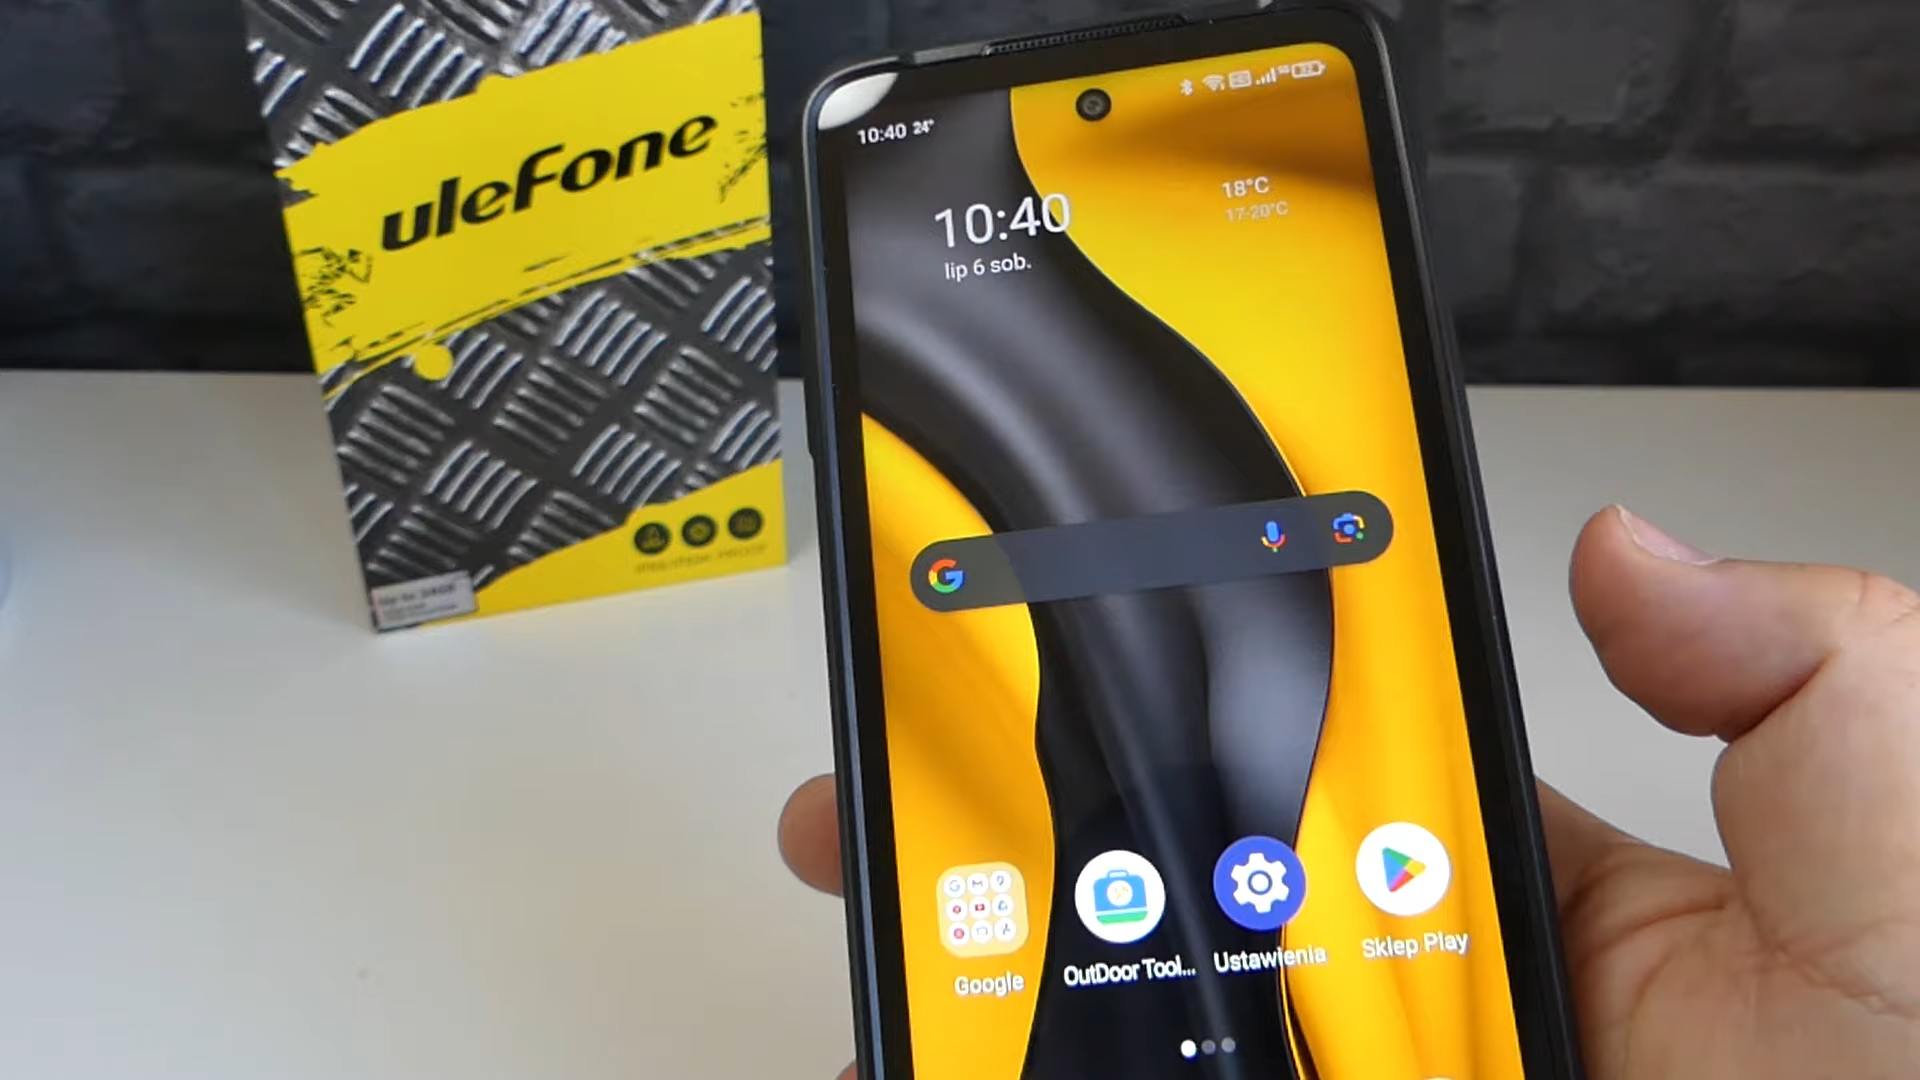 uleFone
10:40 24°
10:40
lip 6 sob.
18°C
17-20°C
Google
OutDoor Tool...
Ustawienia
Sklep Play